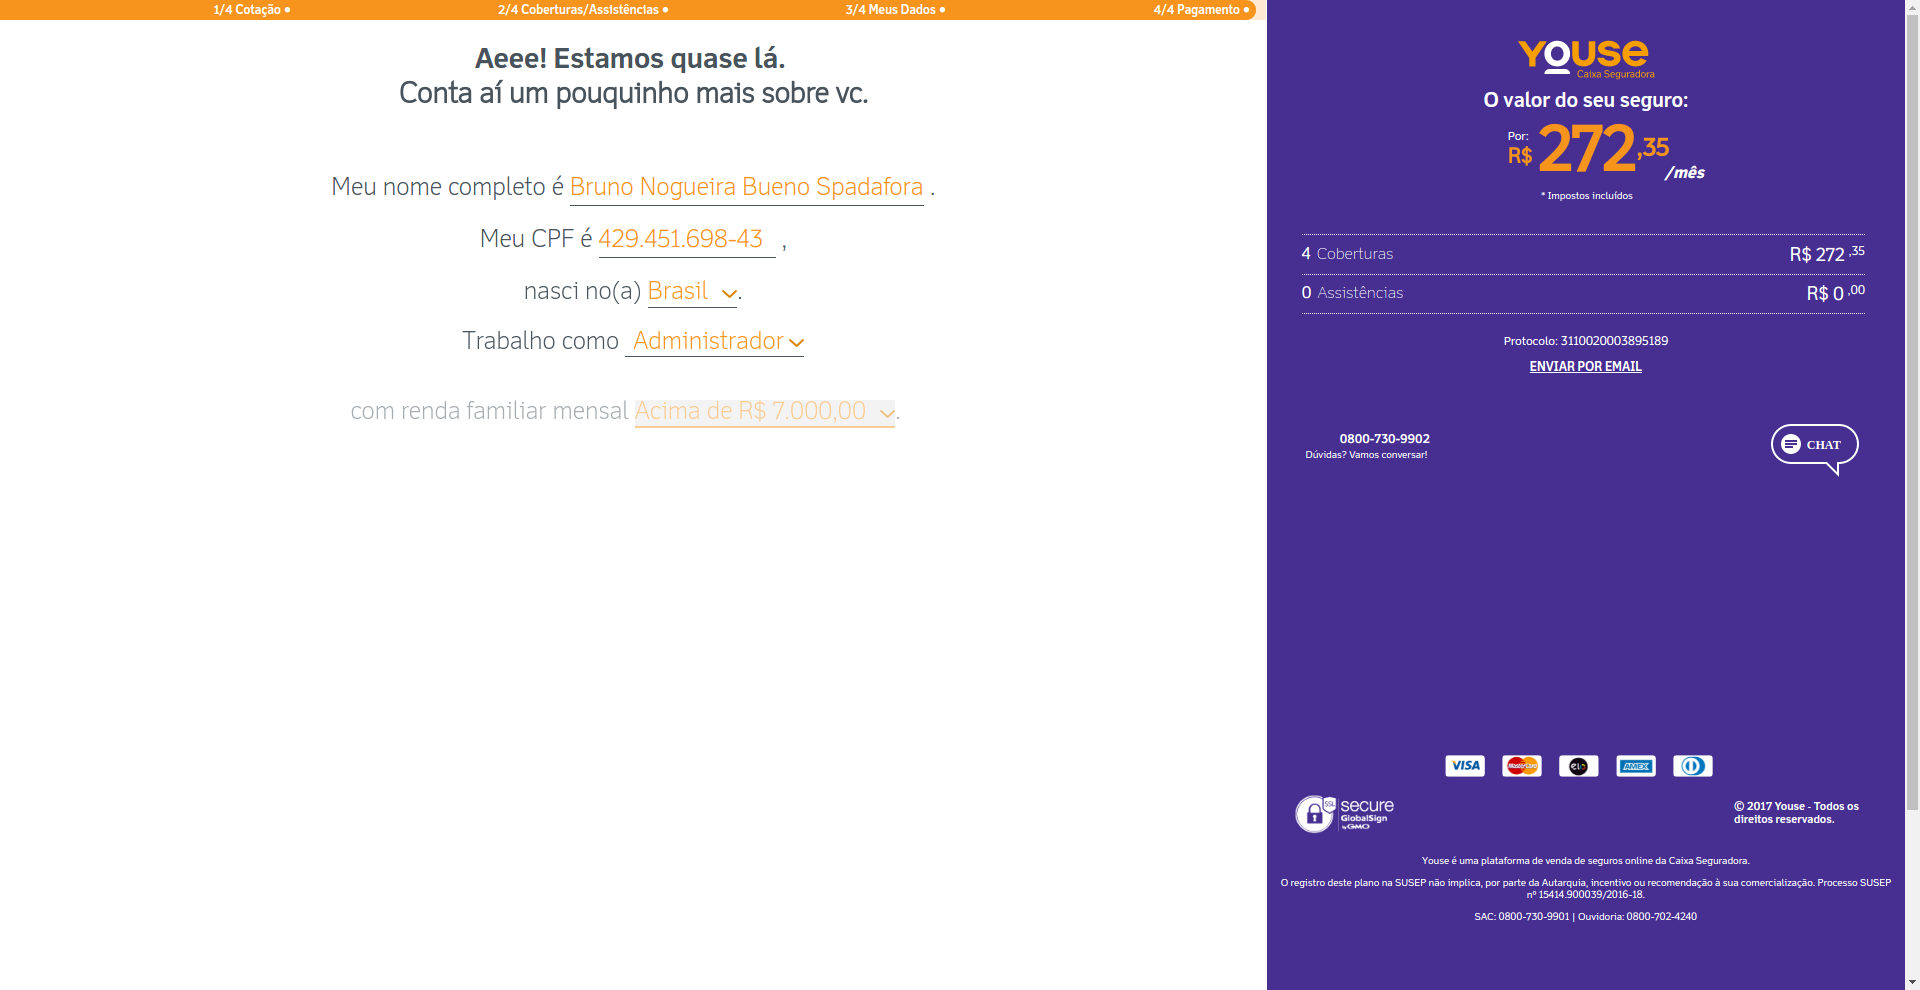 1/4 Cotação
2/4 Coberturas/Assistências
3/4 Meus Dados
4/4 Pagamento
Aeee! Estamos quase lá.
Conta aí um pouquinho mais sobre vc.
Meu nome completo é Bruno Nogueira Bueno Spadafora .
Meu CPF é 429.451.698-43 ,
nasci no(a) Brasil .
Trabalho como Administrador
com renda familiar mensal Acima de R$ 7.000,00 .
YOUSE
Caixa Seguradora
O valor do seu seguro:
Por:
R$ 272,35
/mês
* Impostos incluídos
4 Coberturas R$ 272 ,35
0 Assistências R$ 0 ,00
Protocolo: 3110020003895189
ENVIAR POR EMAIL
0800-730-9902
Dúvidas? Vamos conversar!
CHAT
VISA MasterCard elo AMEX
SSL
secure
GlobalSign
by GMO
© 2017 Youse - Todos os
direitos reservados.
Youse é uma plataforma de venda de seguros online da Caixa Seguradora.
O registro deste plano na SUSEP não implica, por parte da Autarquia, incentivo ou recomendação à sua comercialização. Processo SUSEP
nº 15414.900039/2016-18.
SAC: 0800-730-9901 | Ouvidoria: 0800-702-4240